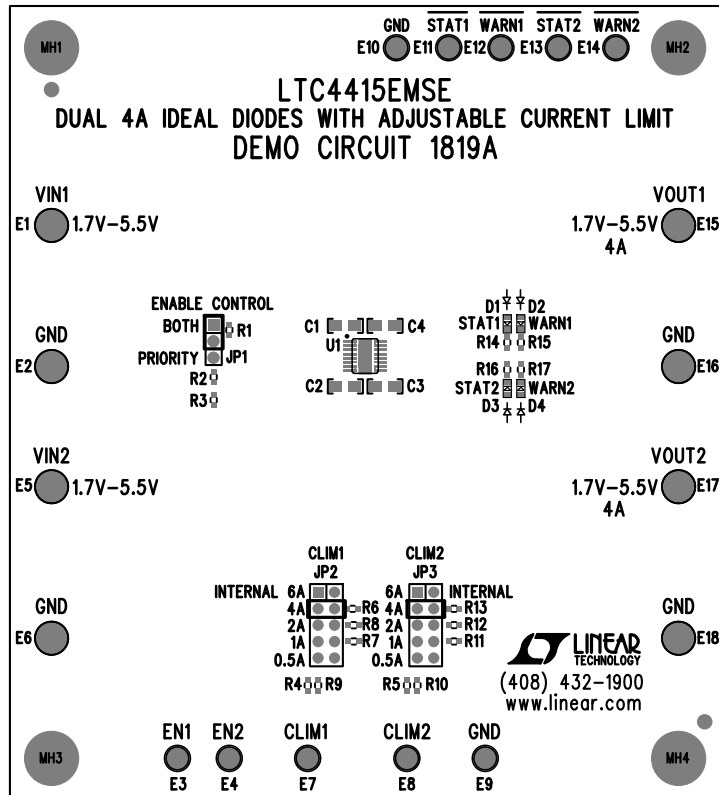 GND STAT1 WARN1 STAT2 WARN2
MH1 E10 E11 E12 E13 E14 MH2
LTC4415EMSE
DUAL 4A IDEAL DIODES WITH ADJUSTABLE CURRENT LIMIT
DEMO CIRCUIT 1819A
VIN1 VOUT1
E1 1.7V-5.5V 1.7V-5.5V E15
4A
ENABLE CONTROL D1 D2
BOTH R1 C1 C4 STAT1 WARN1
U1 R14 R15
GND GND
PRIORITY JP1
E2 E16
R2 R16 R17
C2 C3 STAT2 WARN2
R3 D3 D4
VIN2 VOUT2
E5 1.7V-5.5V 1.7V-5.5V E17
4A
CLIM1 CLIM2
JP2 JP3
INTERNAL 6A 6A INTERNAL
GND 4A R6 4A R13 GND
2A R8 2A R12
E6 1A R7 1A R11 E18
0.5A 0.5A
LINEAR
TECHNOLOGY
R4 R9 R5 R10 (408) 432-1900
www.linear.com
EN1 EN2 CLIM1 CLIM2 GND
MH3 MH4
E3 E4 E7 E8 E9